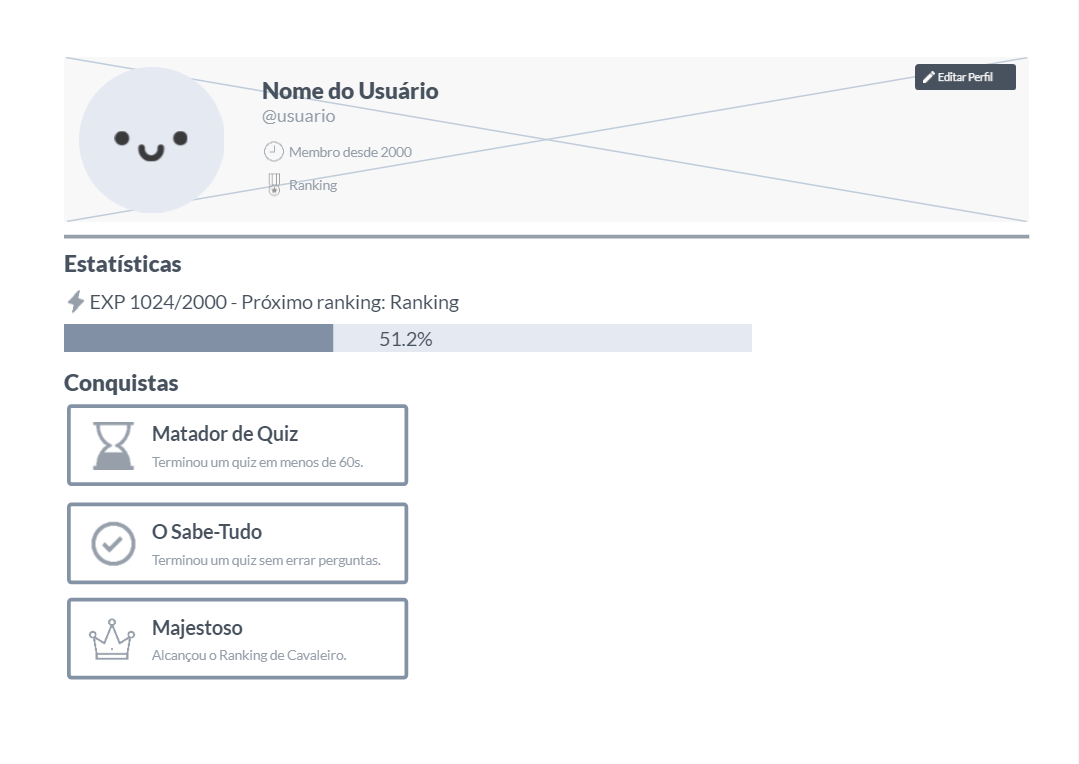 Nome do Usuário
Editar Perfil
@usuario
Membro desde 2000
Ranking
Estatísticas
EXP 1024/2000 - Próximo ranking: Ranking
51.2%
Conquistas
Matador de Quiz
Terminou um quiz em menos de 60s.
O Sabe-Tudo
Terminou um quiz sem errar perguntas.
Majestoso
Alcançou o Ranking de Cavaleiro.